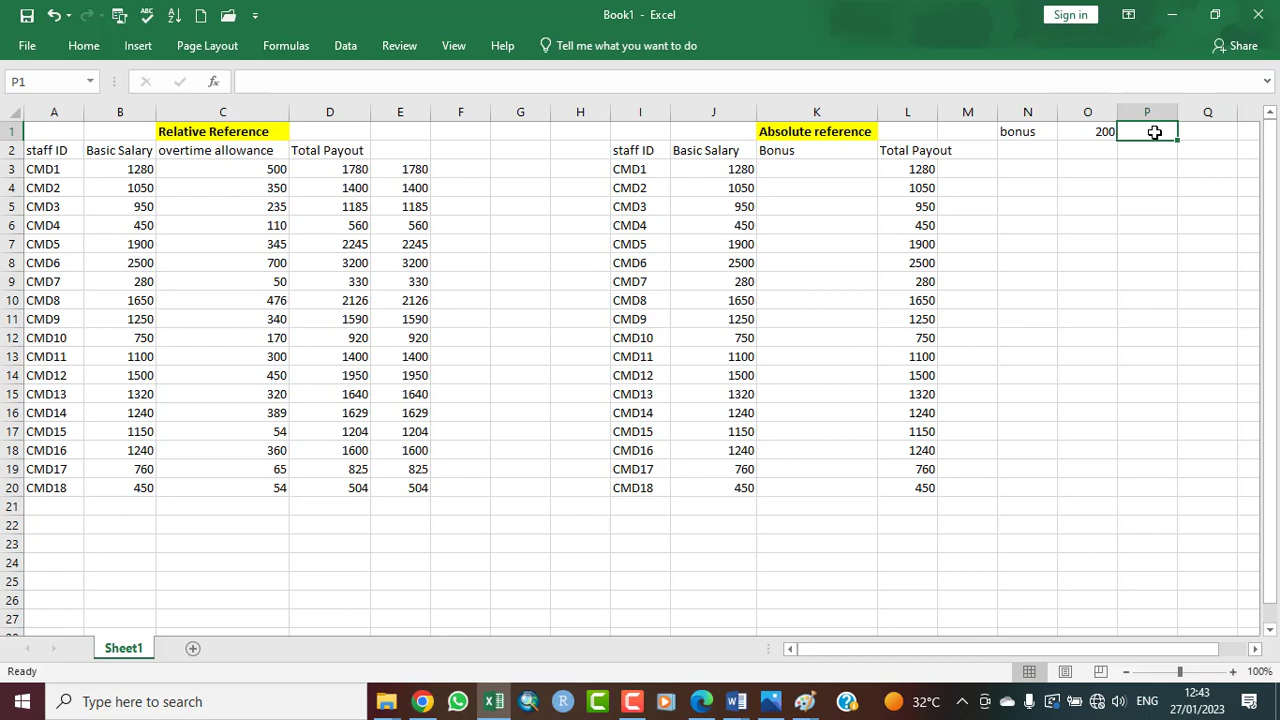 Book1 - Excel
Sign in
File Home Insert Page Layout Formulas Data Review View Help Tell me what you want to do Share
P1 fx
A B C D E F G H I J K L M N O P Q
1 Relative Reference Absolute reference bonus 200
2 staff ID Basic Salary overtime allowance Total Payout staff ID Basic Salary Bonus Total Payout
3 CMD1 1280 500 1780 1780 CMD1 1280 1280
4 CMD2 1050 350 1400 1400 CMD2 1050 1050
5 CMD3 950 235 1185 1185 CMD3 950 950
6 CMD4 450 110 560 560 CMD4 450 450
7 CMD5 1900 345 2245 2245 CMD5 1900 1900
8 CMD6 2500 700 3200 3200 CMD6 2500 2500
9 CMD7 280 50 330 330 CMD7 280 280
10 CMD8 1650 476 2126 2126 CMD8 1650 1650
11 CMD9 1250 340 1590 1590 CMD9 1250 1250
12 CMD10 750 170 920 920 CMD10 750 750
13 CMD11 1100 300 1400 1400 CMD11 1100 1100
14 CMD12 1500 450 1950 1950 CMD12 1500 1500
15 CMD13 1320 320 1640 1640 CMD13 1320 1320
16 CMD14 1240 389 1629 1629 CMD14 1240 1240
17 CMD15 1150 54 1204 1204 CMD15 1150 1150
18 CMD16 1240 360 1600 1600 CMD16 1240 1240
19 CMD17 760 65 825 825 CMD17 760 760
20 CMD18 450 54 504 504 CMD18 450 450
21
22
23
24
25
26
27
Sheet1
Ready 100%
Type here to search 32°C ENG 12:43
27/01/2023